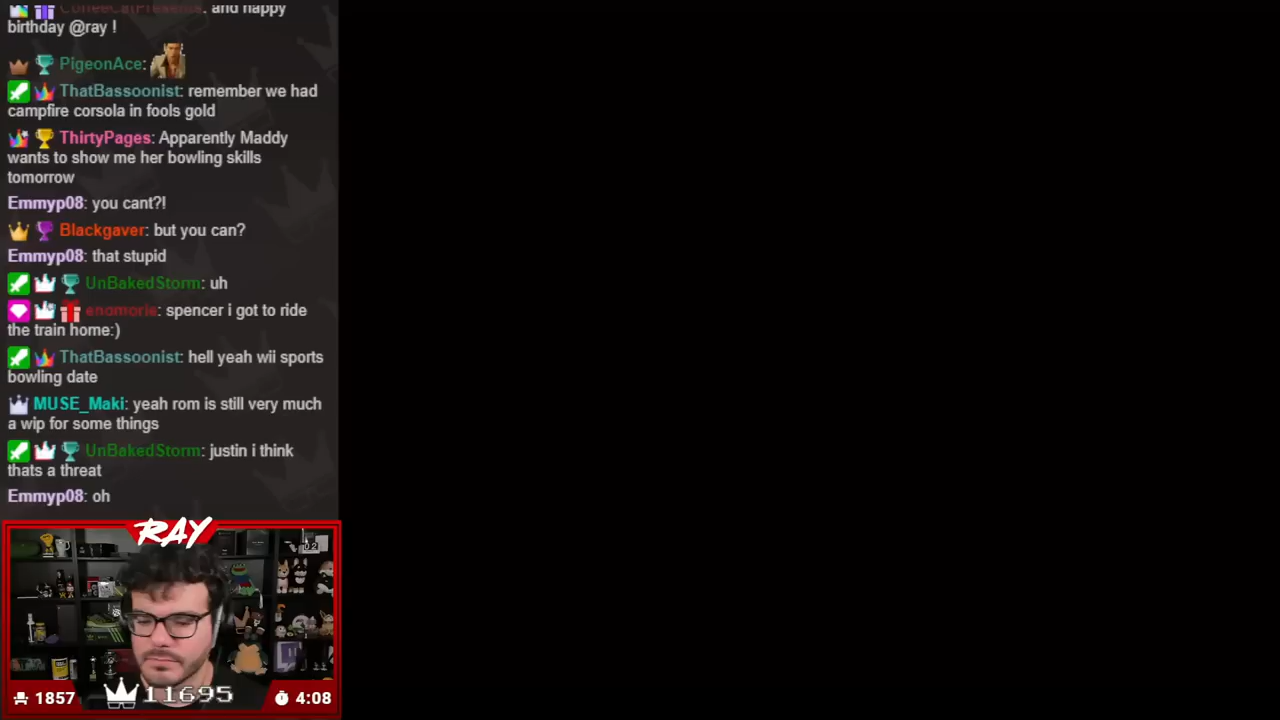 CoffeeCatPresents: and happy
birthday @ray !
PigeonAce:
ThatBassoonist: remember we had
campfire corsola in fools gold
ThirtyPages: Apparently Maddy
wants to show me her bowling skills
tomorrow
Emmyp08: you cant?!
Blackgaver: but you can?
Emmyp08: that stupid
UnBakedStorm: uh
enomorie: spencer i got to ride
the train home:)
ThatBassoonist: hell yeah wii sports
bowling date
MUSE_Maki: yeah rom is still very much
a wip for some things
UnBakedStorm: justin i think
thats a threat
Emmyp08: oh
RAY
1857
11695
4:08